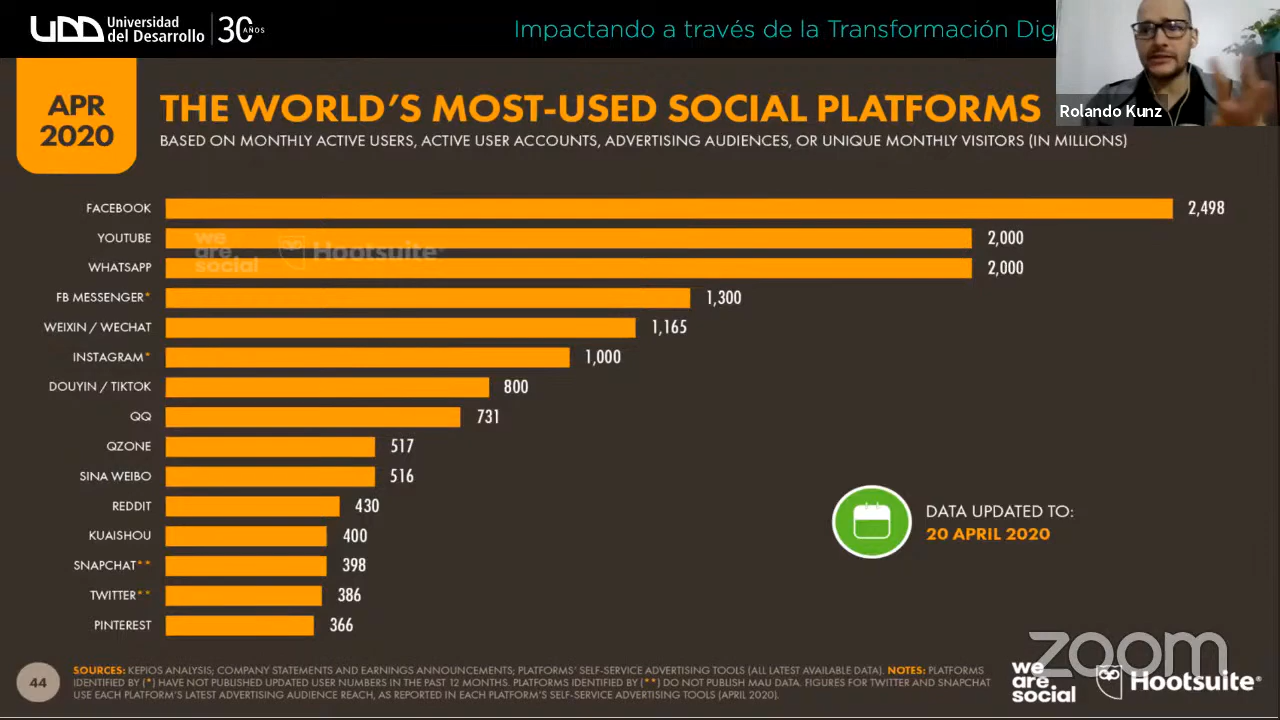 UDD Universidad del Desarrollo | 30 AÑOS
Impactando a través de la Transformación Dig
Rolando Kunz
APR
2020
THE WORLD'S MOST-USED SOCIAL PLATFORMS
BASED ON MONTHLY ACTIVE USERS, ACTIVE USER ACCOUNTS, ADVERTISING AUDIENCES, OR UNIQUE MONTHLY VISITORS (IN MILLIONS)
FACEBOOK 2,498
YOUTUBE 2,000
WHATSAPP 2,000
we are social Hootsuite®
FB MESSENGER* 1,300
WEIXIN / WECHAT 1,165
INSTAGRAM* 1,000
DOUYIN / TIKTOK 800
QQ 731
QZONE 517
SINA WEIBO 516
REDDIT 430
KUAISHOU 400
SNAPCHAT** 398
TWITTER** 386
PINTEREST 366
DATA UPDATED TO:
20 APRIL 2020
44
SOURCES: KEPIOS ANALYSIS; COMPANY STATEMENTS AND EARNINGS ANNOUNCEMENTS; PLATFORMS' SELF-SERVICE ADVERTISING TOOLS (ALL LATEST AVAILABLE DATA). NOTES: PLATFORMS
IDENTIFIED BY (*) HAVE NOT PUBLISHED UPDATED USER NUMBERS IN THE PAST 12 MONTHS. PLATFORMS IDENTIFIED BY (**) DO NOT PUBLISH MAU DATA. FIGURES FOR TWITTER AND SNAPCHAT
USE EACH PLATFORM'S LATEST ADVERTISING AUDIENCE REACH, AS REPORTED IN EACH PLATFORM'S SELF-SERVICE ADVERTISING TOOLS (APRIL 2020).
zoom
we
are
social
Hootsuite®